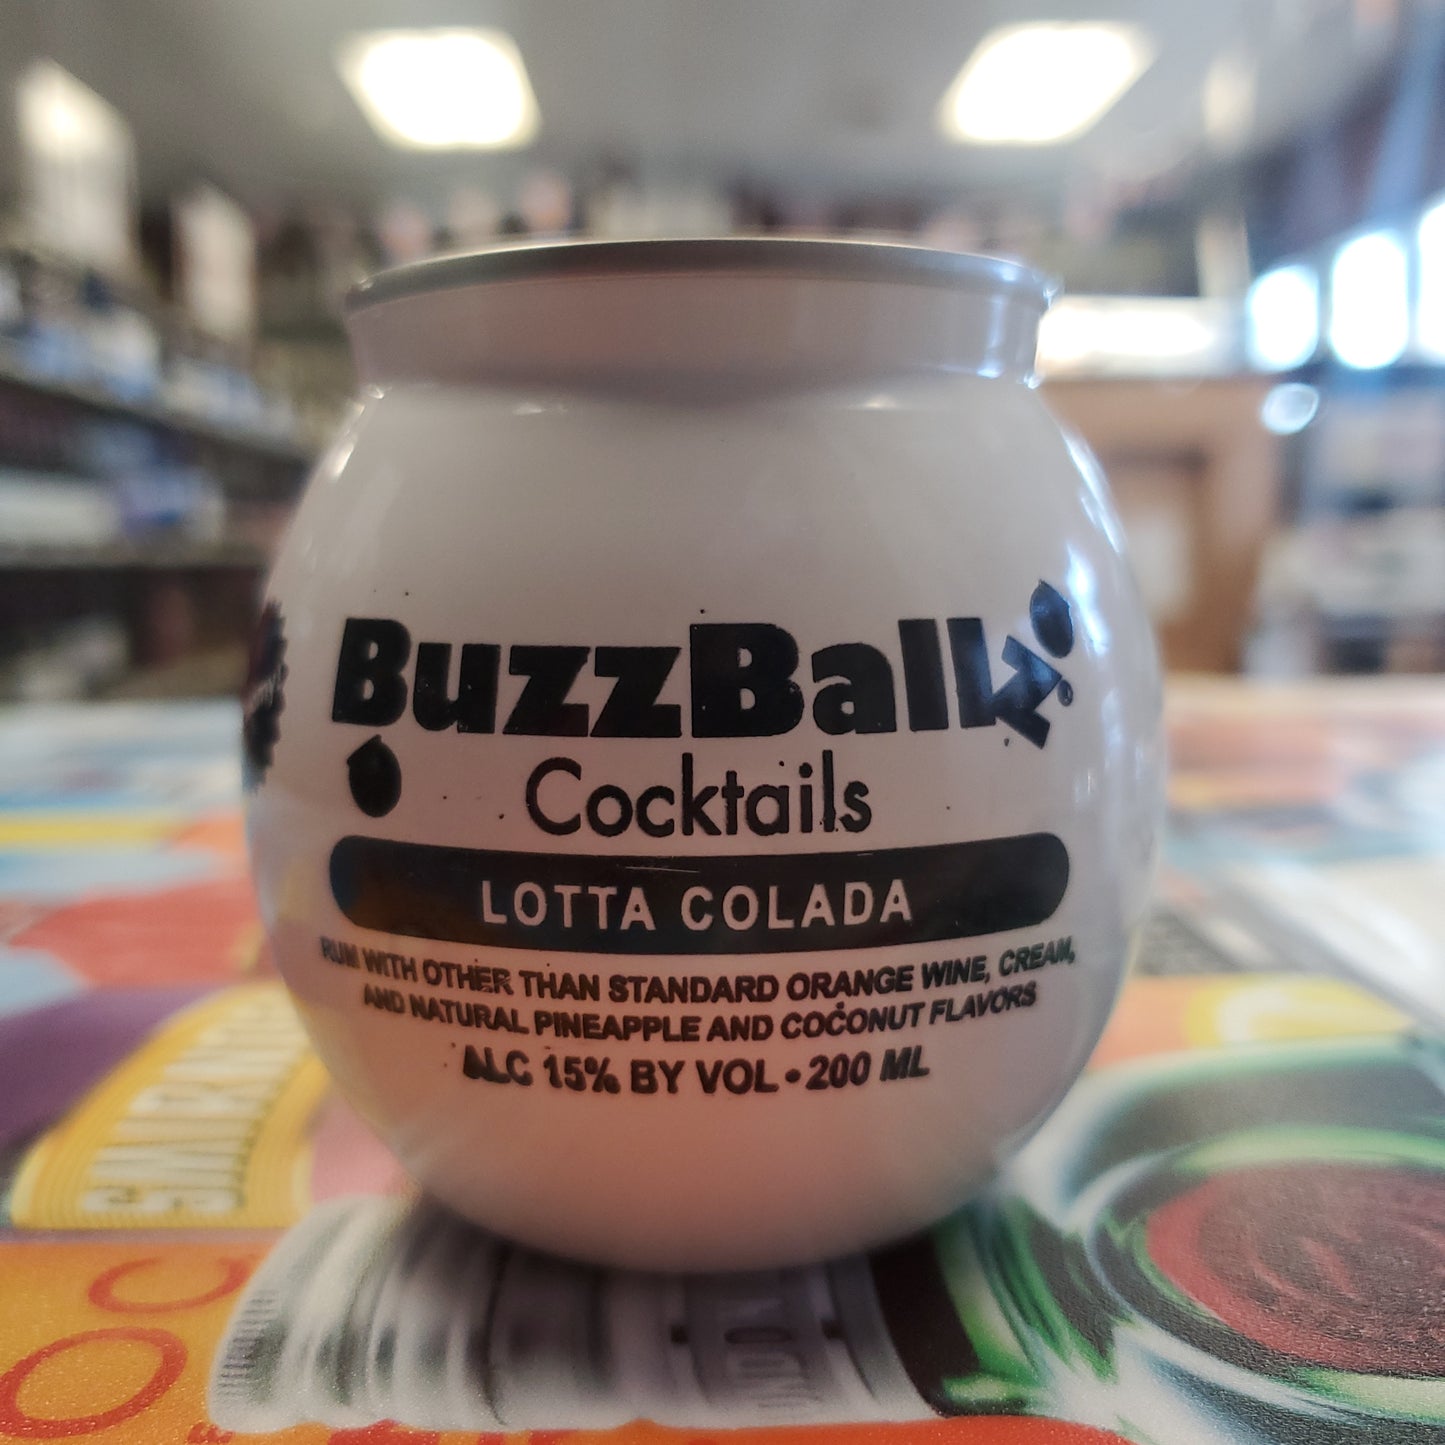 BuzzBallz
Cocktails
LOTTA COLADA
RUM WITH OTHER THAN STANDARD ORANGE WINE, CREAM,
AND NATURAL PINEAPPLE AND COCONUT FLAVORS
ALC 15% BY VOL • 200 ML
SMIRNOFF